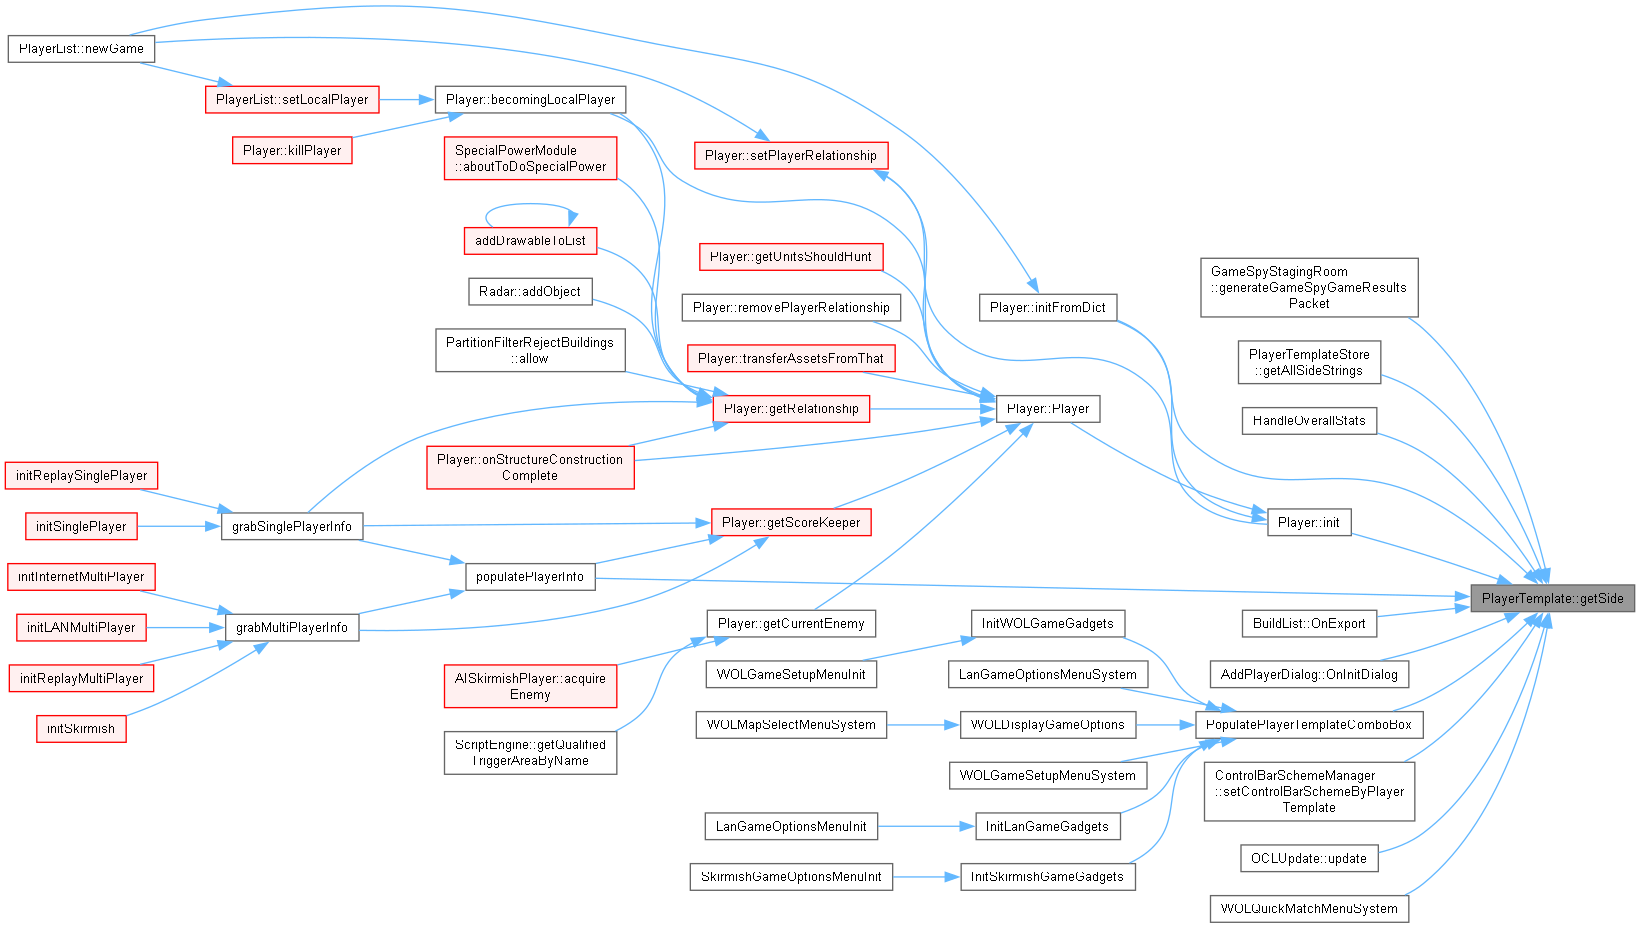 PlayerList::newGame
PlayerList::setLocalPlayer
Player::killPlayer
Player::becomingLocalPlayer
SpecialPowerModule
::aboutToDoSpecialPower
addDrawableToList
Radar::addObject
PartitionFilterRejectBuildings
::allow
Player::setPlayerRelationship
Player::getUnitsShouldHunt
Player::removePlayerRelationship
Player::transferAssetsFromThat
Player::getRelationship
Player::onStructureConstruction
Complete
Player::initFromDict
Player::Player
GameSpyStagingRoom
::generateGameSpyGameResults
Packet
PlayerTemplateStore
::getAllSideStrings
HandleOverallStats
Player::init
PlayerTemplate::getSide
initReplaySinglePlayer
initSinglePlayer
grabSinglePlayerInfo
Player::getScoreKeeper
initInternetMultiPlayer
populatePlayerInfo
initLANMultiPlayer
grabMultiPlayerInfo
initReplayMultiPlayer
initSkirmish
Player::getCurrentEnemy
AISkirmishPlayer::acquire
Enemy
ScriptEngine::getQualified
TriggerAreaByName
InitWOLGameGadgets
WOLGameSetupMenuInit
LanGameOptionsMenuSystem
WOLMapSelectMenuSystem
WOLDisplayGameOptions
WOLGameSetupMenuSystem
LanGameOptionsMenuInit
InitLanGameGadgets
SkirmishGameOptionsMenuInit
InitSkirmishGameGadgets
BuildList::OnExport
AddPlayerDialog::OnInitDialog
PopulatePlayerTemplateComboBox
ControlBarSchemeManager
::setControlBarSchemeByPlayer
Template
OCLUpdate::update
WOLQuickMatchMenuSystem